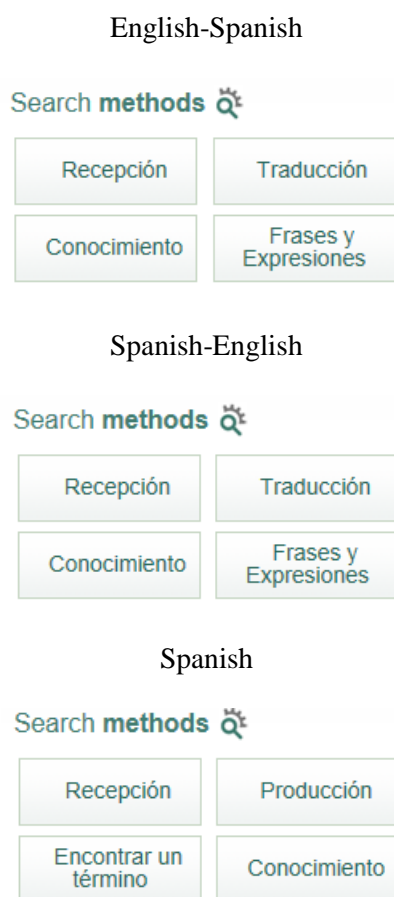 English-Spanish
Search methods
Recepción
Traducción
Conocimiento
Frases y
Expresiones
Spanish-English
Search methods
Recepción
Traducción
Conocimiento
Frases y
Expresiones
Spanish
Search methods
Recepción
Producción
Encontrar un
término
Conocimiento